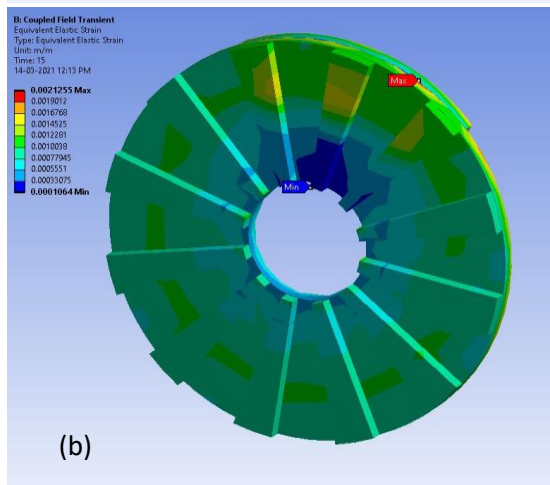 B: Coupled Field Transient
Equivalent Elastic Strain
Type: Equivalent Elastic Strain
Unit: m/m
Time: 15
14-03-2021 12:13 PM
0.0021255 Max
0.0019012
0.0016768
0.0014525
0.0012281
0.0010038
0.00077945
0.0005551
0.00033075
0.0001064 Min
Max
Min
(b)